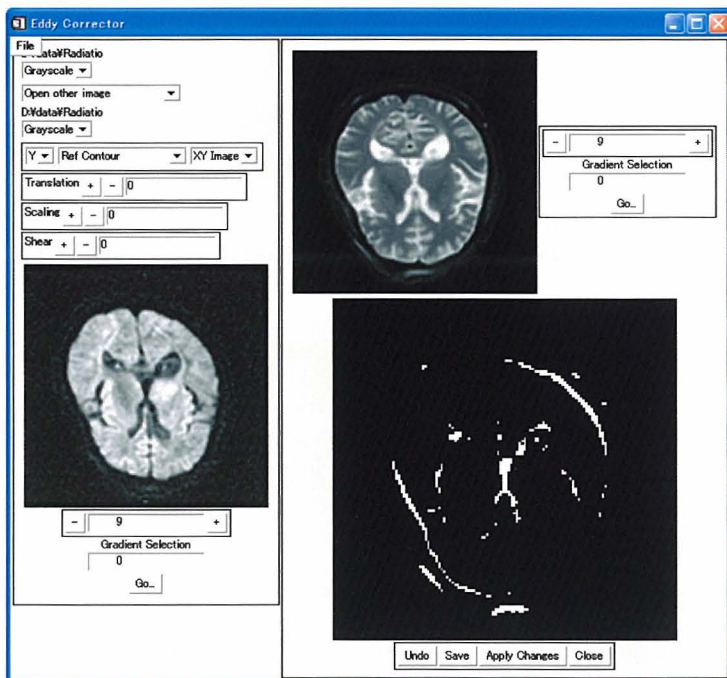 Eddy Corrector
File
data¥Radiatio
Grayscale
Open other image
D:¥data¥Radiatio
Grayscale
Y Ref Contour XY Image
Translation + - 0
Scaling + - 0
Shear + - 0
- 9 +
Gradient Selection
0
Go...
- 9 +
Gradient Selection
0
Go...
Undo Save Apply Changes Close